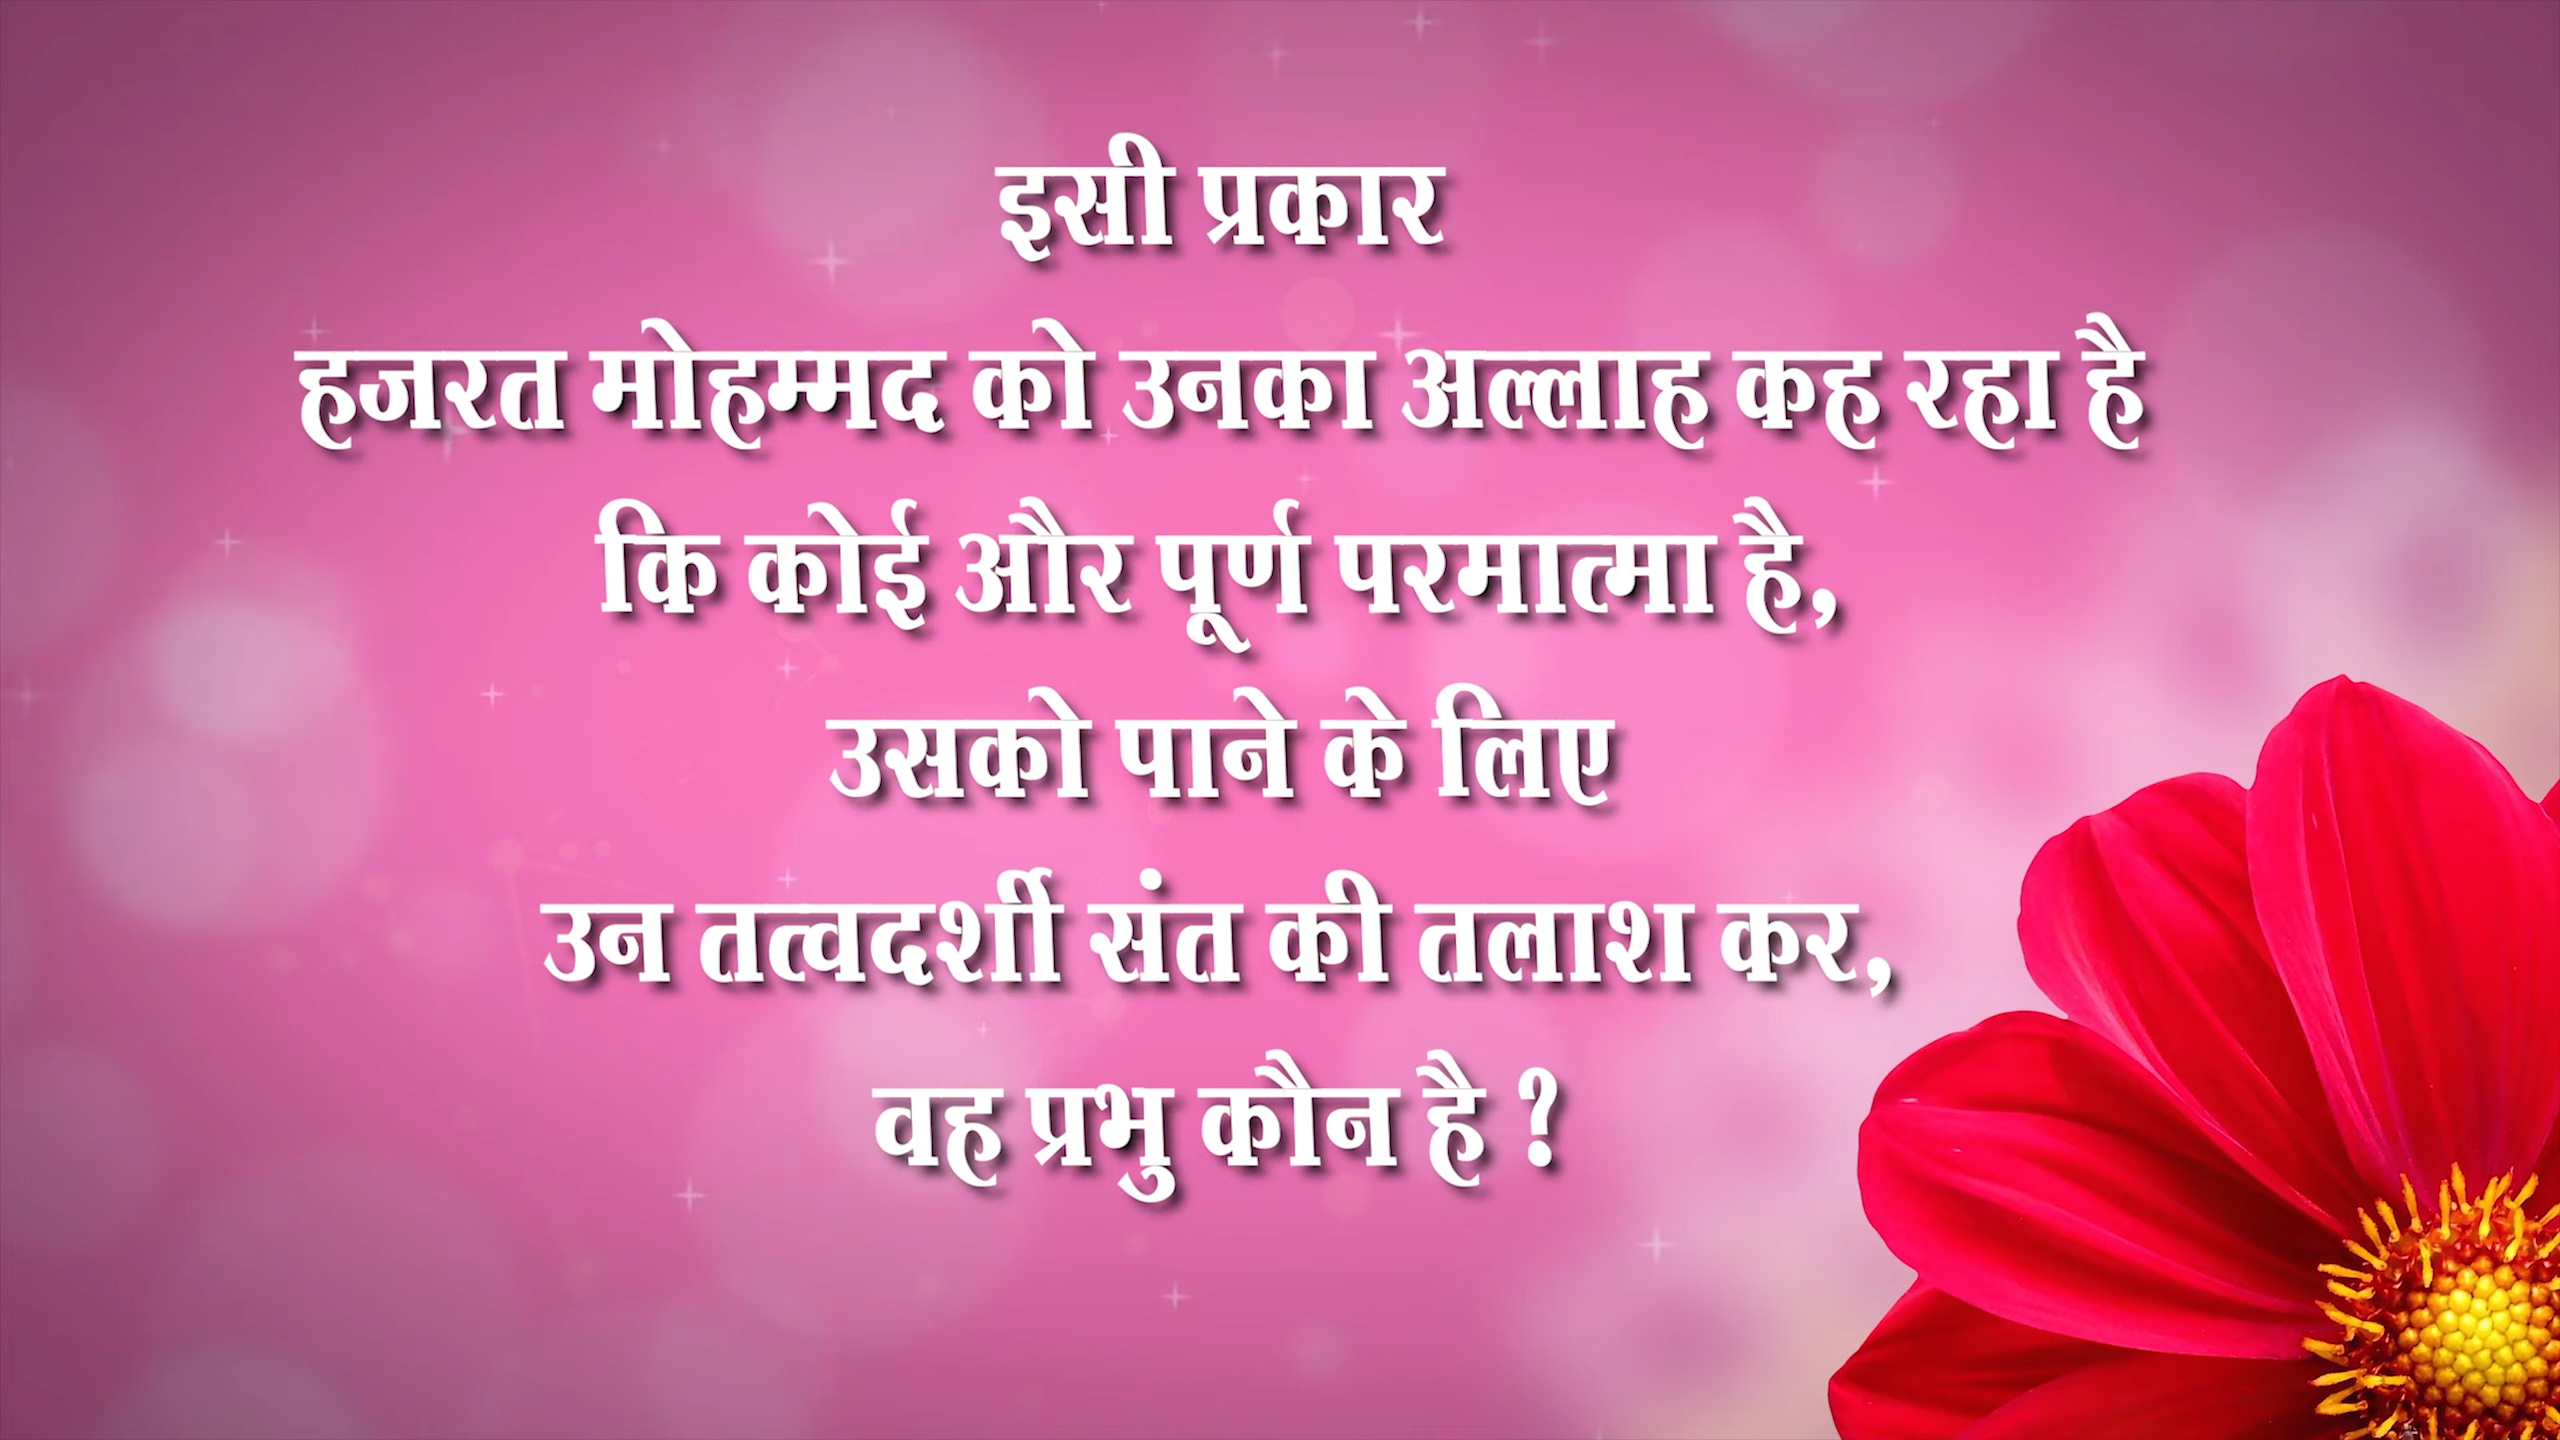 इसी प्रकार
हजरत मोहम्मद को उनका अल्लाह कह रहा है
कि कोई और पूर्ण परमात्मा है,
उसको पाने के लिए
उन तत्वदर्शी संत की तलाश कर,
वह प्रभु कौन है ?